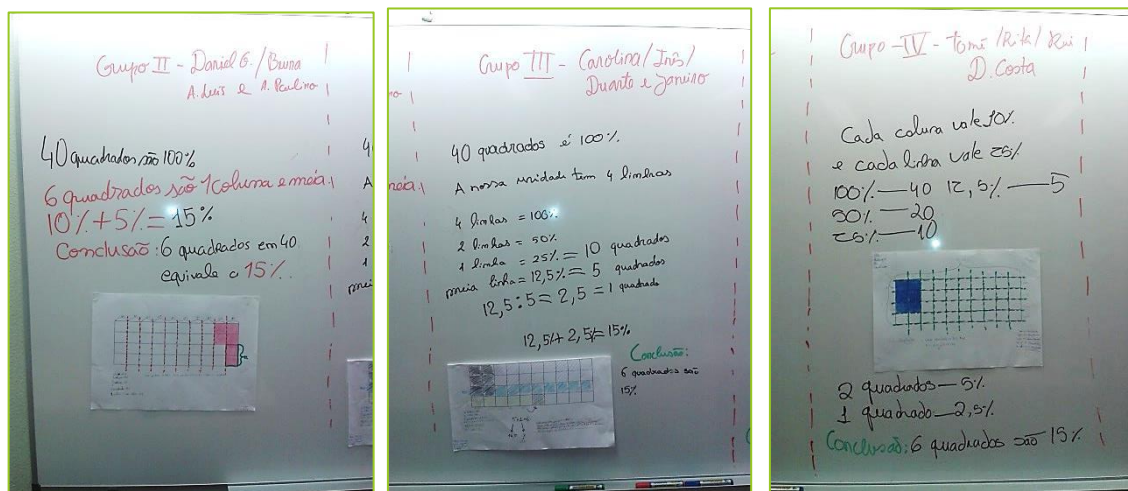 Grupo II - Daniel G. / Bruna
A. Luís e A. Paulino
40 quadrados são 100%
6 quadrados são 1 coluna e meia
10% + 5% = 15%
Conclusão: 6 quadrados em 40
equivale a 15%
Grupo III - Carolina / Inês /
Duarte e Janeiro
40 quadrados é 100%
A nossa unidade tem 4 linhas
4 linhas = 100%
2 linhas = 50%
1 linha = 25% = 10 quadrados
meia linha = 12,5% = 5 quadrados
12,5 : 5 = 2,5 = 1 quadrado
12,5% + 2,5% = 15%
Conclusão:
6 quadrados são
15%
Grupo - IV - Tomé / Rita / Rui
D. Costa
Cada coluna vale 10%
e cada linha vale 25%
100% — 40 12,5% — 5
50% — 20
25% — 10
2 quadrados — 5%
1 quadrado — 2,5%
Conclusão: 6 quadrados são 15%